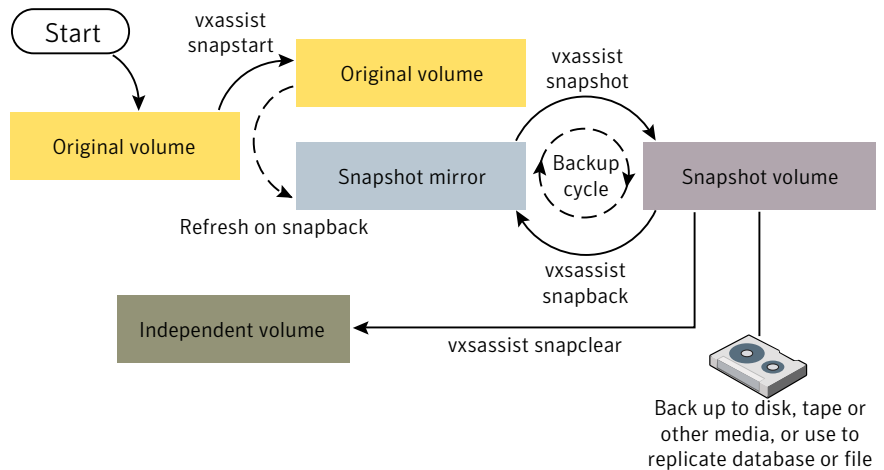 Start
vxassist
snapstart
Original volume
Original volume
vxassist
snapshot
Snapshot mirror
Backup
cycle
Snapshot volume
Refresh on snapback
vxsassist
snapback
Independent volume
vxsassist snapclear
Back up to disk, tape or
other media, or use to
replicate database or file